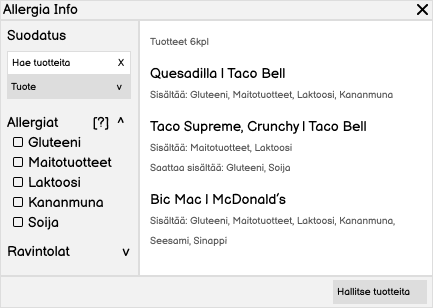 Allergia Info X
Suodatus
Hae tuotteita X
Tuote v
Allergiat [?] ^
Gluteeni
Maitotuotteet
Laktoosi
Kananmuna
Soija
Ravintolat v
Tuotteet 6kpl
Quesadilla | Taco Bell
Sisältää: Gluteeni, Maitotuotteet, Laktoosi, Kananmuna
Taco Supreme, Crunchy | Taco Bell
Sisältää: Maitotuotteet, Laktoosi
Saattaa sisältää: Gluteeni, Soija
Bic Mac | McDonald's
Sisältää: Gluteeni, Maitotuotteet, Laktoosi, Kananmuna,
Seesami, Sinappi
Hallitse tuotteita